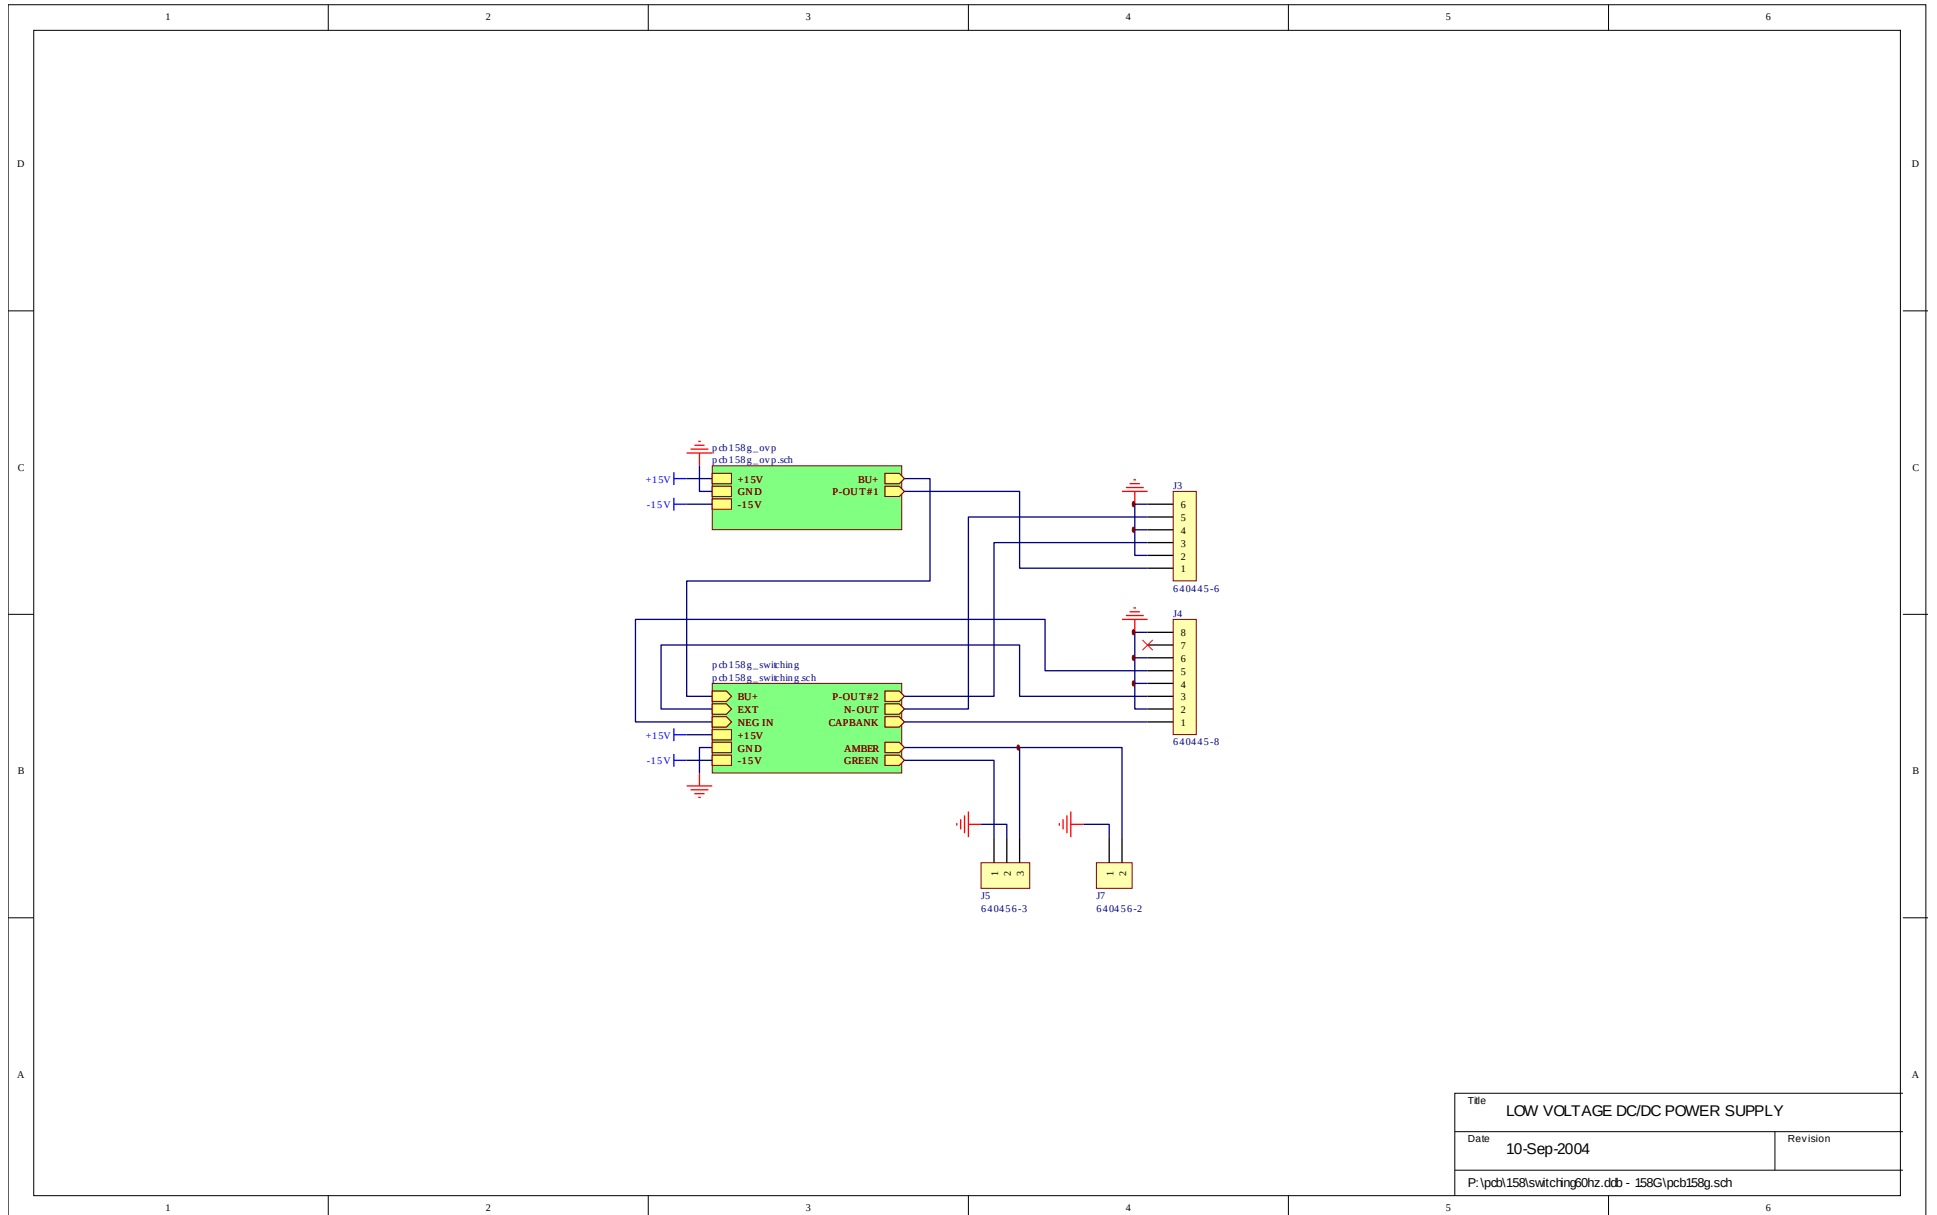 1 2 3 4 5 6
D D
C C
B B
A A
pcb158g_ovp
pcb158g_ovp.sch
+15V +15V BU+
GND P-OUT#1
-15V -15V
J3
6
5
4
3
2
1
640445-6
J4
8
7
6
5
4
3
2
1
640445-8
pcb158g_switching
pcb158g_switching.sch
BU+ P-OUT#2
EXT N-OUT
NEG IN CAPBANK
+15V +15V
GND AMBER
-15V -15V GREEN
1 2 3
J5
640456-3
1 2
J7
640456-2
Title
LOW VOLTAGE DC/DC POWER SUPPLY
Date 10-Sep-2004 Revision
P:\pcb\158\switching60hz.ddb - 158G\pcb158g.sch
1 2 3 4 5 6